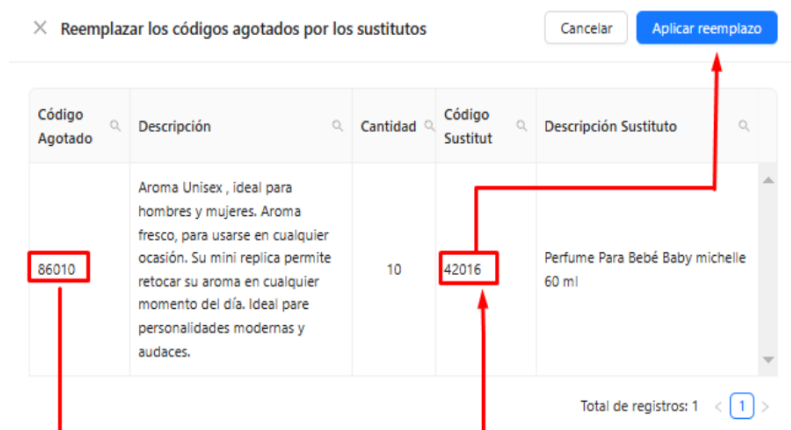 Reemplazar los códigos agotados por los sustitutos
Cancelar
Aplicar reemplazo
Código
Agotado
Descripción
Cantidad
Código
Sustitut
Descripción Sustituto
86010
Aroma Unisex , ideal para
hombres y mujeres. Aroma
fresco, para usarse en cualquier
ocasión. Su mini replica permite
retocar su aroma en cualquier
momento del día. Ideal pare
personalidades modernas y
audaces.
10
42016
Perfume Para Bebé Baby michelle
60 ml
Total de registros: 1
1